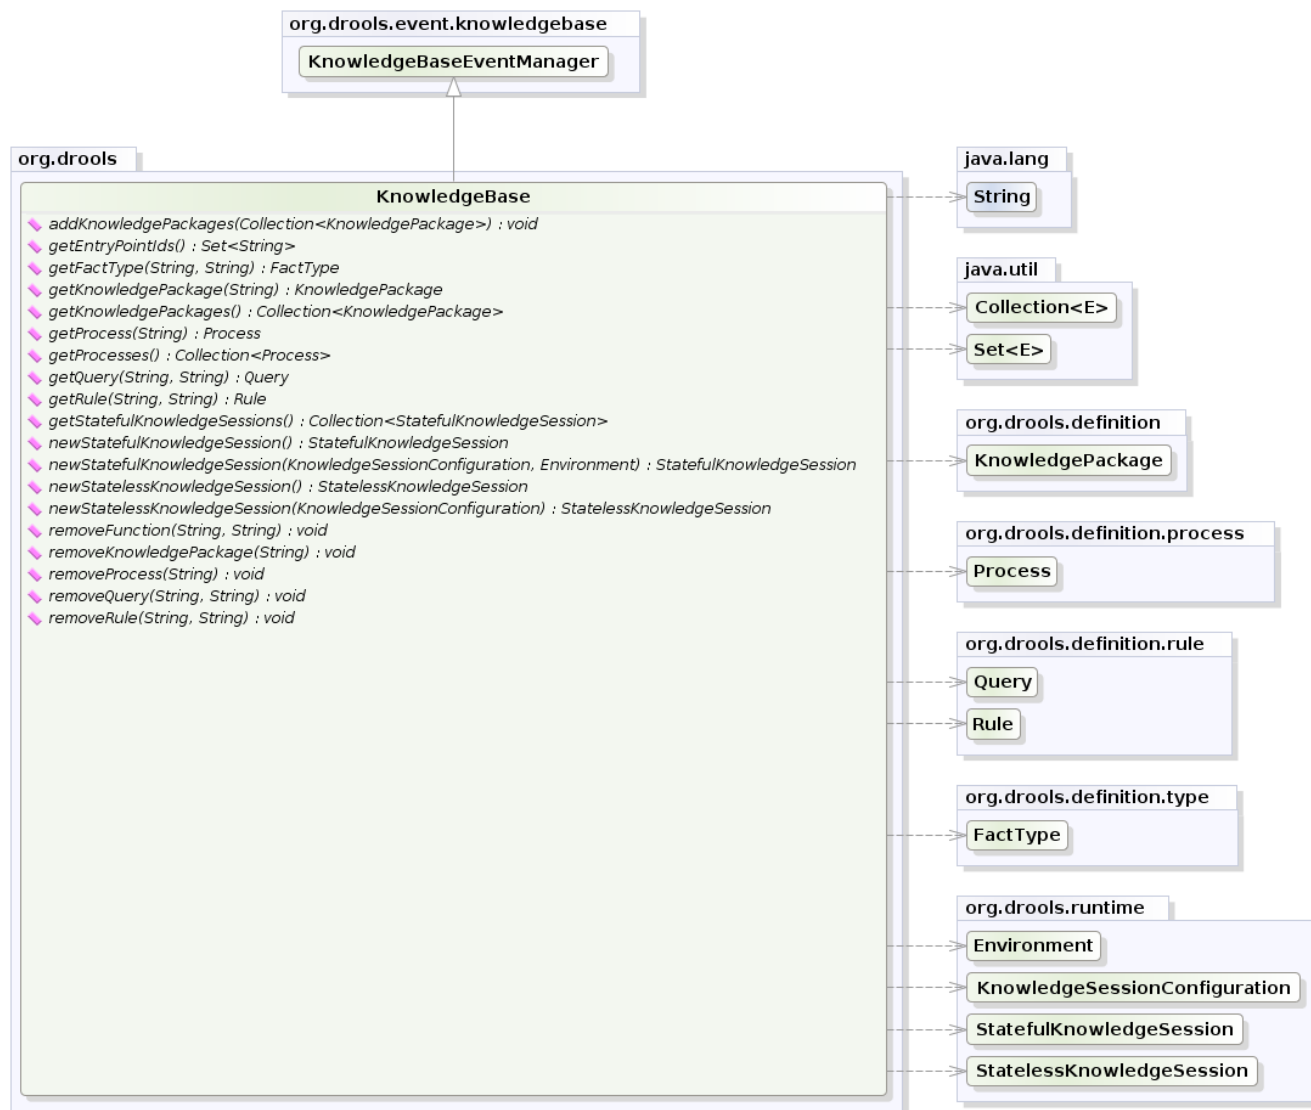 org.drools.event.knowledgebase
KnowledgeBaseEventManager
org.drools
KnowledgeBase
addKnowledgePackages(Collection<KnowledgePackage>) : void
getEntryPointIds() : Set<String>
getFactType(String, String) : FactType
getKnowledgePackage(String) : KnowledgePackage
getKnowledgePackages() : Collection<KnowledgePackage>
getProcess(String) : Process
getProcesses() : Collection<Process>
getQuery(String, String) : Query
getRule(String, String) : Rule
getStatefulKnowledgeSessions() : Collection<StatefulKnowledgeSession>
newStatefulKnowledgeSession() : StatefulKnowledgeSession
newStatefulKnowledgeSession(KnowledgeSessionConfiguration, Environment) : StatefulKnowledgeSession
newStatelessKnowledgeSession() : StatelessKnowledgeSession
newStatelessKnowledgeSession(KnowledgeSessionConfiguration) : StatelessKnowledgeSession
removeFunction(String, String) : void
removeKnowledgePackage(String) : void
removeProcess(String) : void
removeQuery(String, String) : void
removeRule(String, String) : void
java.lang
String
java.util
Collection<E>
Set<E>
org.drools.definition
KnowledgePackage
org.drools.definition.process
Process
org.drools.definition.rule
Query
Rule
org.drools.definition.type
FactType
org.drools.runtime
Environment
KnowledgeSessionConfiguration
StatefulKnowledgeSession
StatelessKnowledgeSession